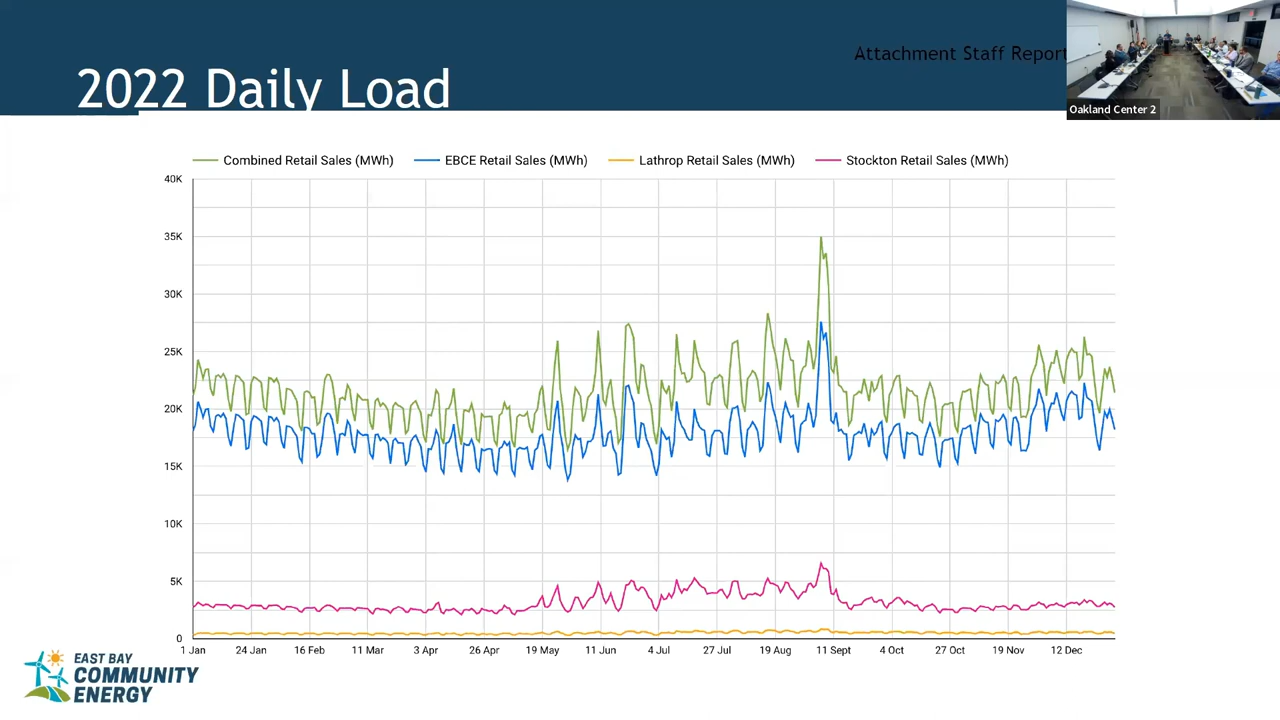 Attachment Staff Report
2022 Daily Load
Oakland Center 2
Combined Retail Sales (MWh) EBCE Retail Sales (MWh) Lathrop Retail Sales (MWh) Stockton Retail Sales (MWh)
40K
35K
30K
25K
20K
15K
10K
5K
0
1 Jan 24 Jan 16 Feb 11 Mar 3 Apr 26 Apr 19 May 11 Jun 4 Jul 27 Jul 19 Aug 11 Sept 4 Oct 27 Oct 19 Nov 12 Dec
EAST BAY
COMMUNITY
ENERGY